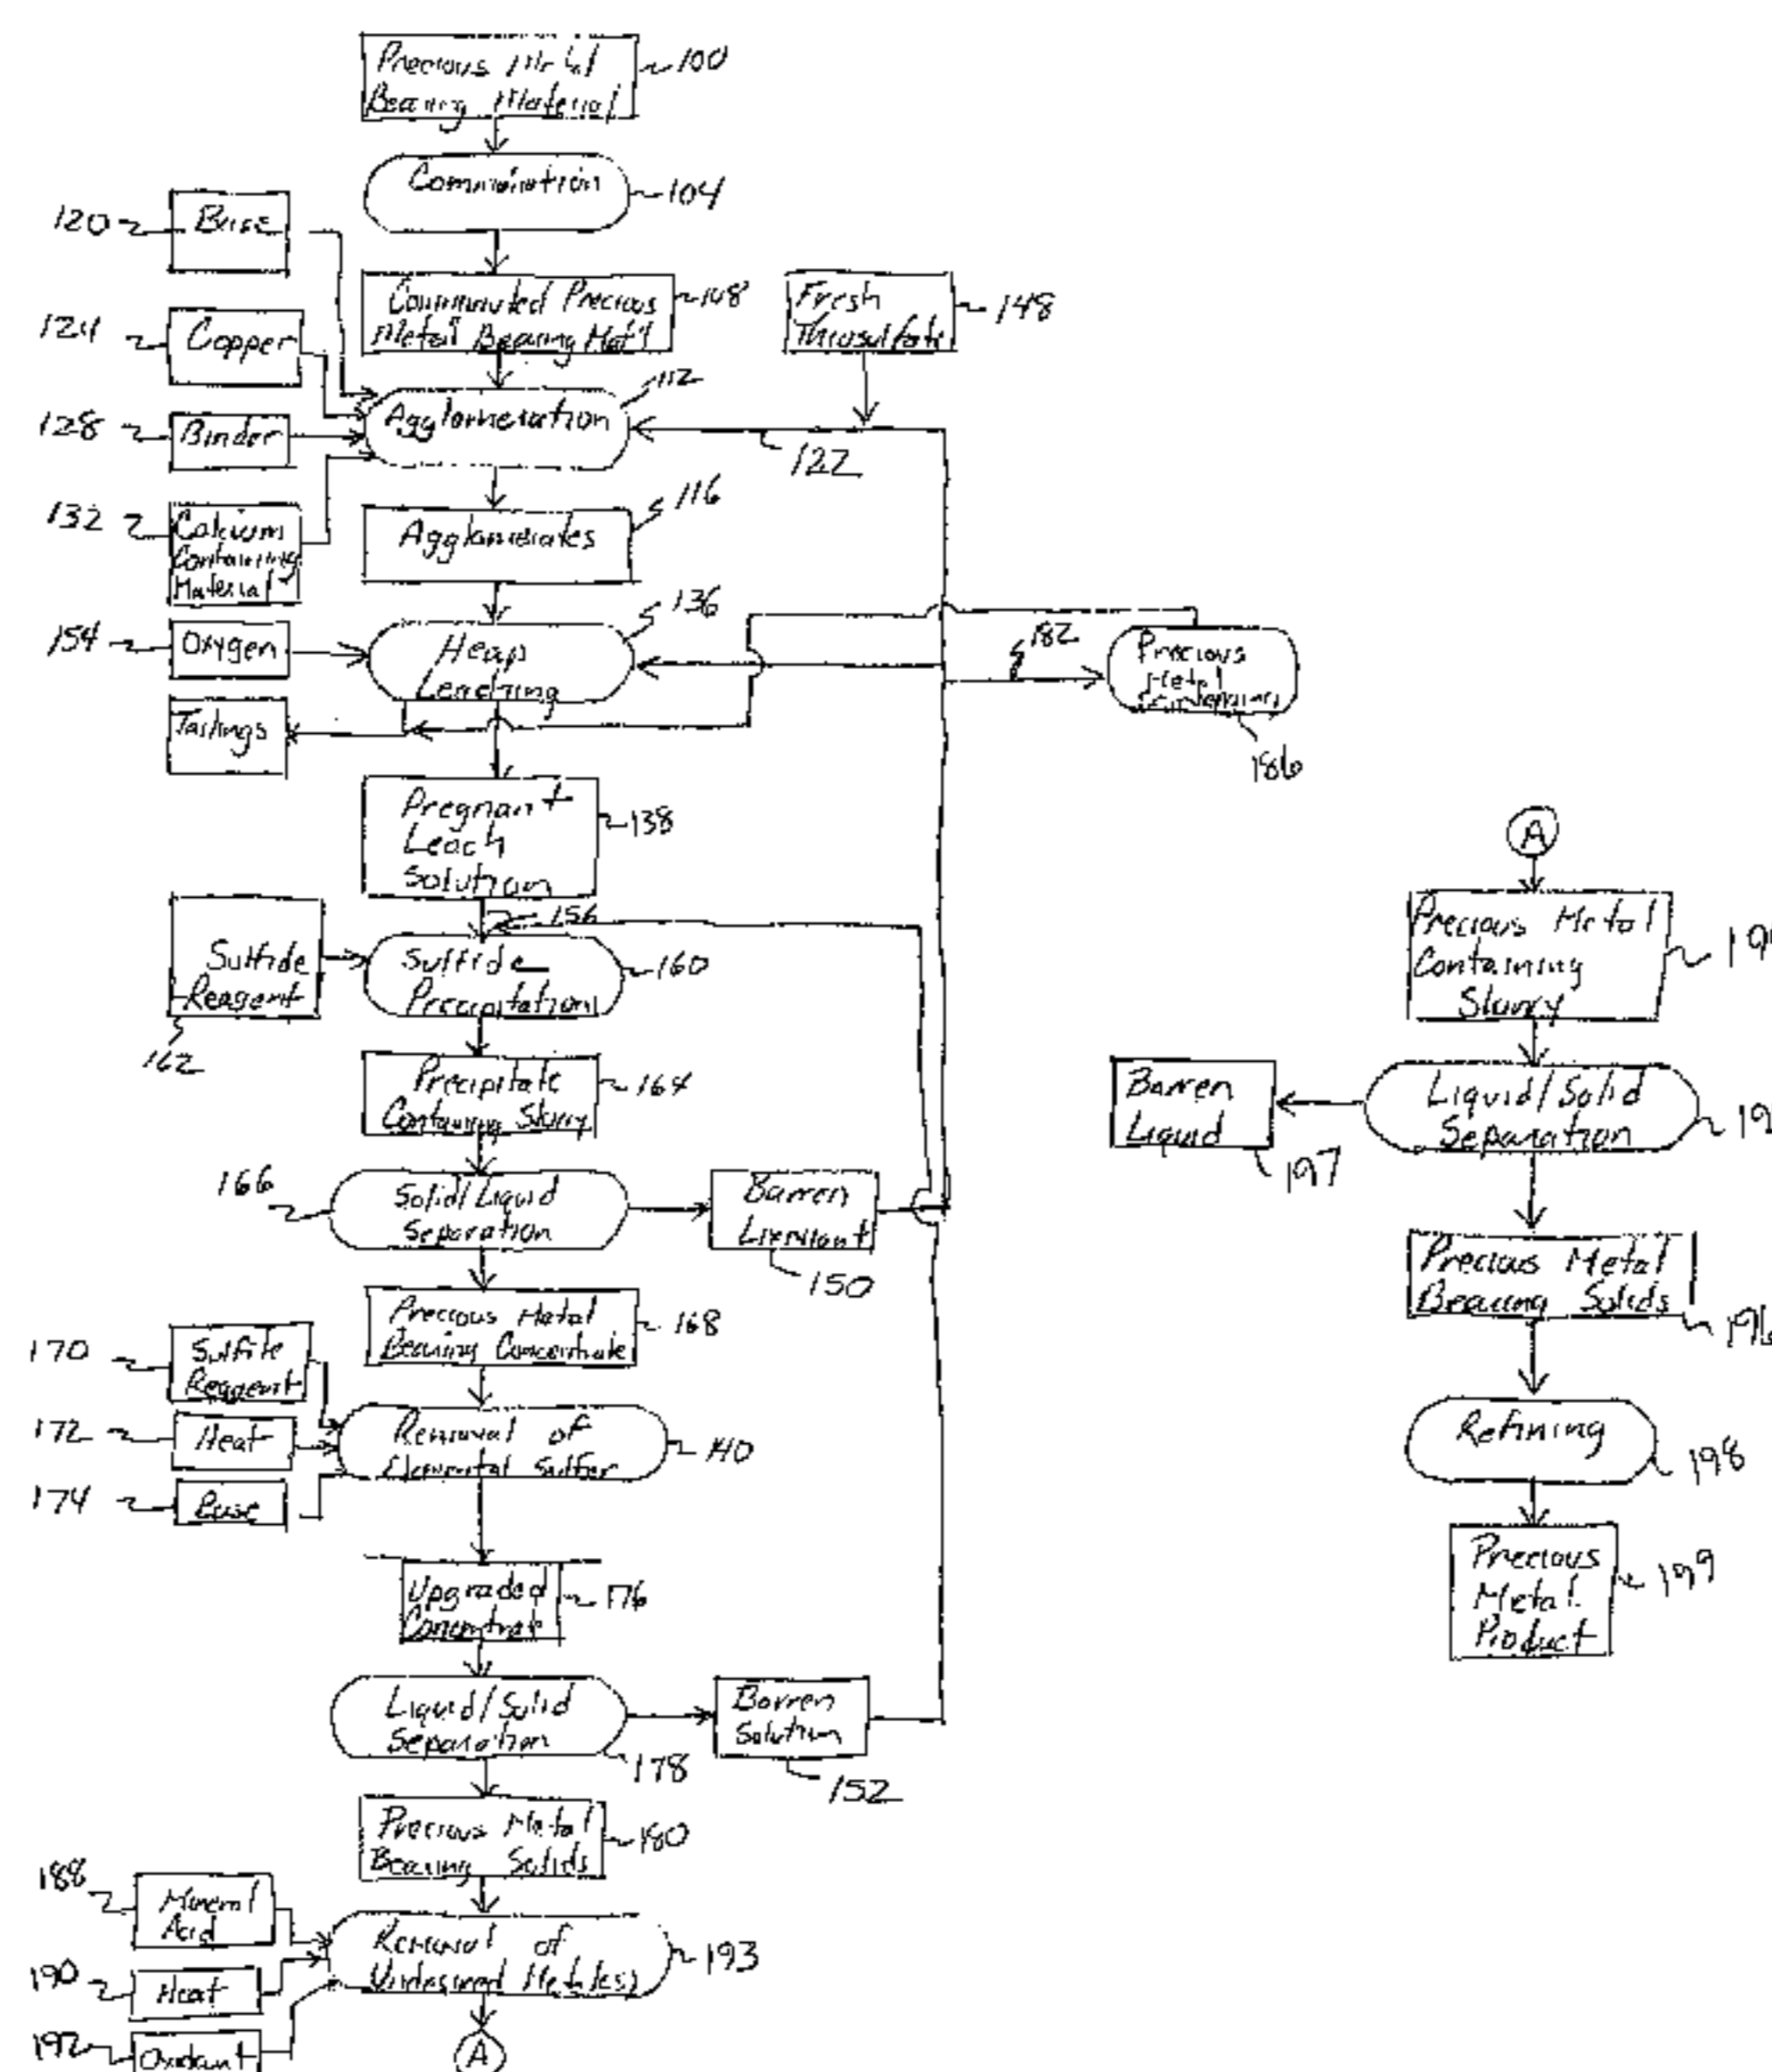 Precious
Bearing Material
100
Comminution
104
120
Base
Comminuted Precious
Metal Bearing Mat'l
108
Fresh
Thiosulfate
148
124
Copper
112
Agglomeration
128
Binder
122
116
132
Calcium
Containing
Material
Agglomerates
136
154
Oxygen
Heap
Leaching
182
Precious
Metal
186
Tailings
Pregnant
Leach
Solution
138
156
Sulfide
Reagent
162
Sulfide
Precipitation
160
Precipitate
Containing Slurry
164
166
Solid/Liquid
Separation
Barren
Lixiviant
150
Precious Metal
Bearing Concentrate
168
170
Sulfite
Reagent
172
Heat
174
Base
Removal of
Elemental Sulfur
140
Upgraded
Concentrate
176
Liquid/Solid
Separation
178
Barren
Solution
152
Precious Metal
Bearing Solids
180
188
Mineral
Acid
190
Heat
192
Oxidant
Removal of
Undesired Metal(s)
193
A
A
Precious Metal
Containing
Slurry
19
Liquid/Solid
Separation
19
Barren
Liquid
197
Precious Metal
Bearing Solids
196
Refining
198
Precious
Metal
Product
199